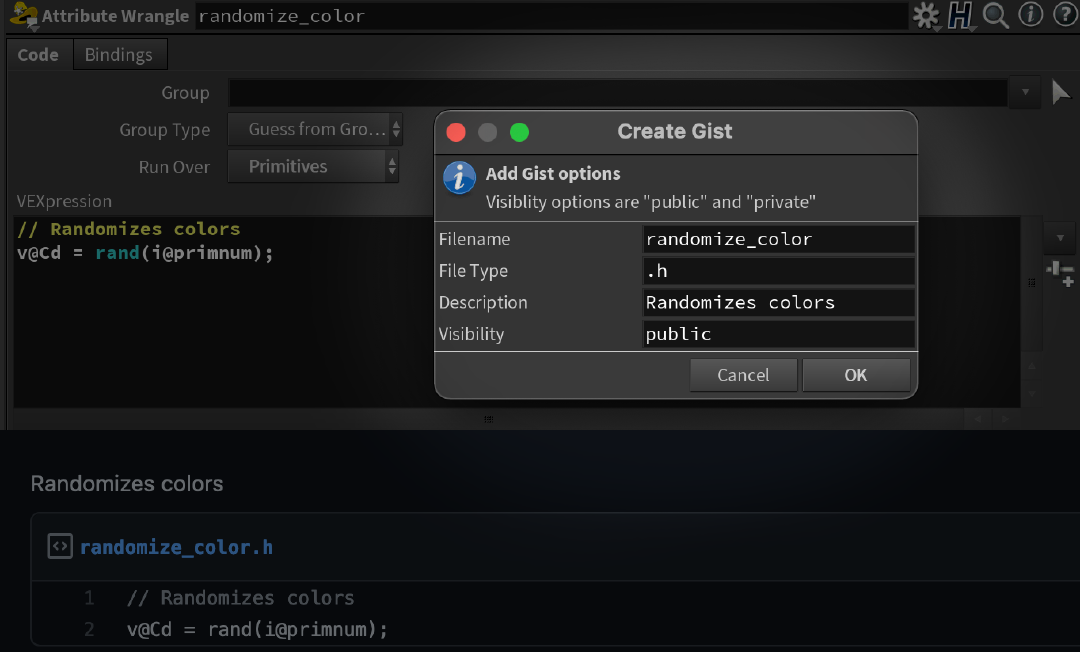 Attribute Wrangle randomize_color
Code Bindings
Group
Group Type Guess from Gro...
Run Over Primitives
VEXpression
// Randomizes colors
v@Cd = rand(i@primnum);
Create Gist
Add Gist options
Visiblity options are "public" and "private"
Filename randomize_color
File Type .h
Description Randomizes colors
Visibility public
Cancel OK
Randomizes colors
randomize_color.h
1 // Randomizes colors
2 v@Cd = rand(i@primnum);